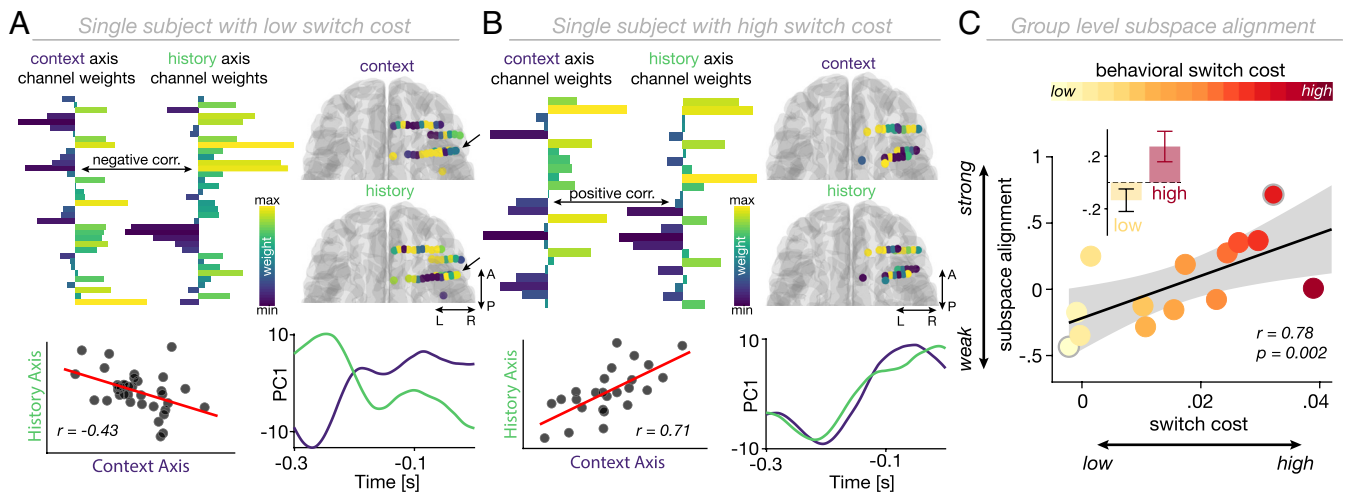 A Single subject with low switch cost
context axis
channel weights
history axis
channel weights
negative corr.
context
history
max
weight
min
A
P
L R
History Axis
r = -0.43
Context Axis
10
PC1
-10
-0.3
-0.1
Time [s]
B Single subject with high switch cost
context axis
channel weights
history axis
channel weights
positive corr.
context
history
max
weight
min
A
P
L R
History Axis
r = 0.71
Context Axis
10
PC1
-10
-0.3
-0.1
Time [s]
C Group level subspace alignment
behavioral switch cost
low high
strong
weak
subspace alignment
1
.5
0
-.5
.2
-.2
low
high
r = 0.78
p = 0.002
0 .02 .04
switch cost
low high